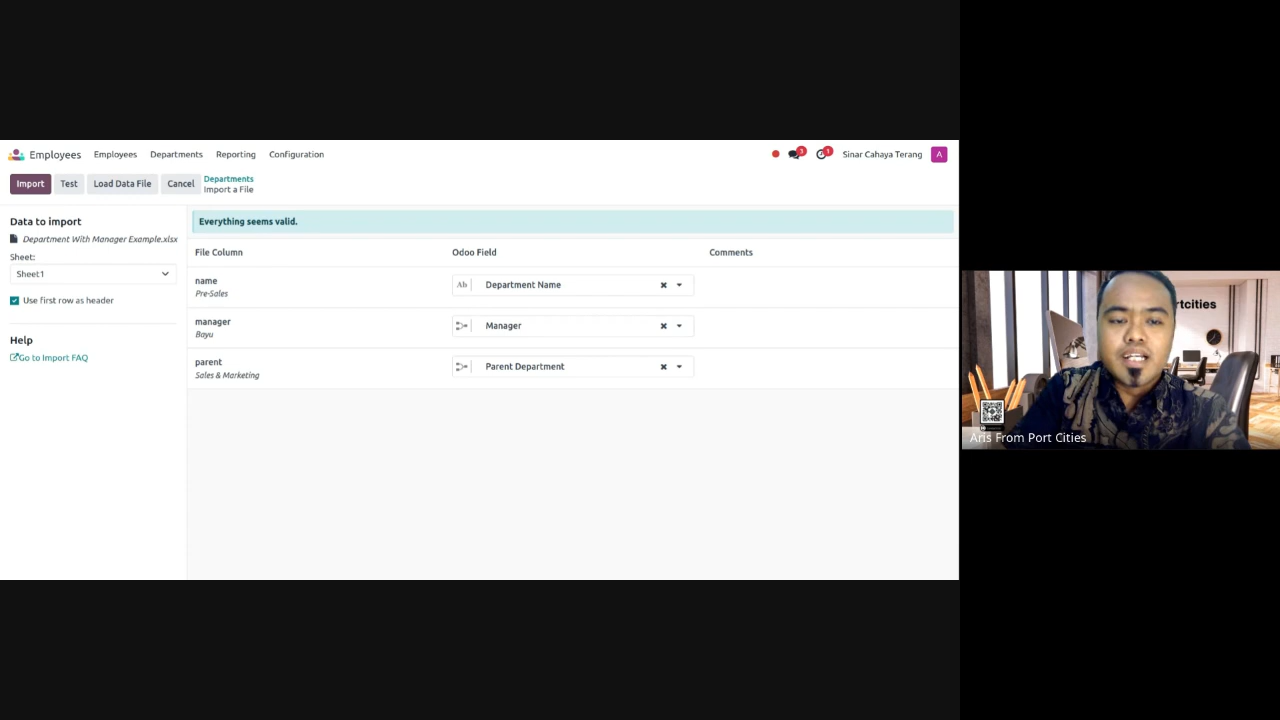 Employees Employees Departments Reporting Configuration
3 1 Sinar Cahaya Terang A
Import Test Load Data File Cancel Departments
Import a File
Data to import
Department With Manager Example.xlsx
Sheet:
Sheet1
Use first row as header
Help
Go to Import FAQ
Everything seems valid.
File Column Odoo Field Comments
name
Pre-Sales
Ab Department Name
manager
Bayu
Manager
parent
Sales & Marketing
Parent Department
rtcities
Aris From Port Cities